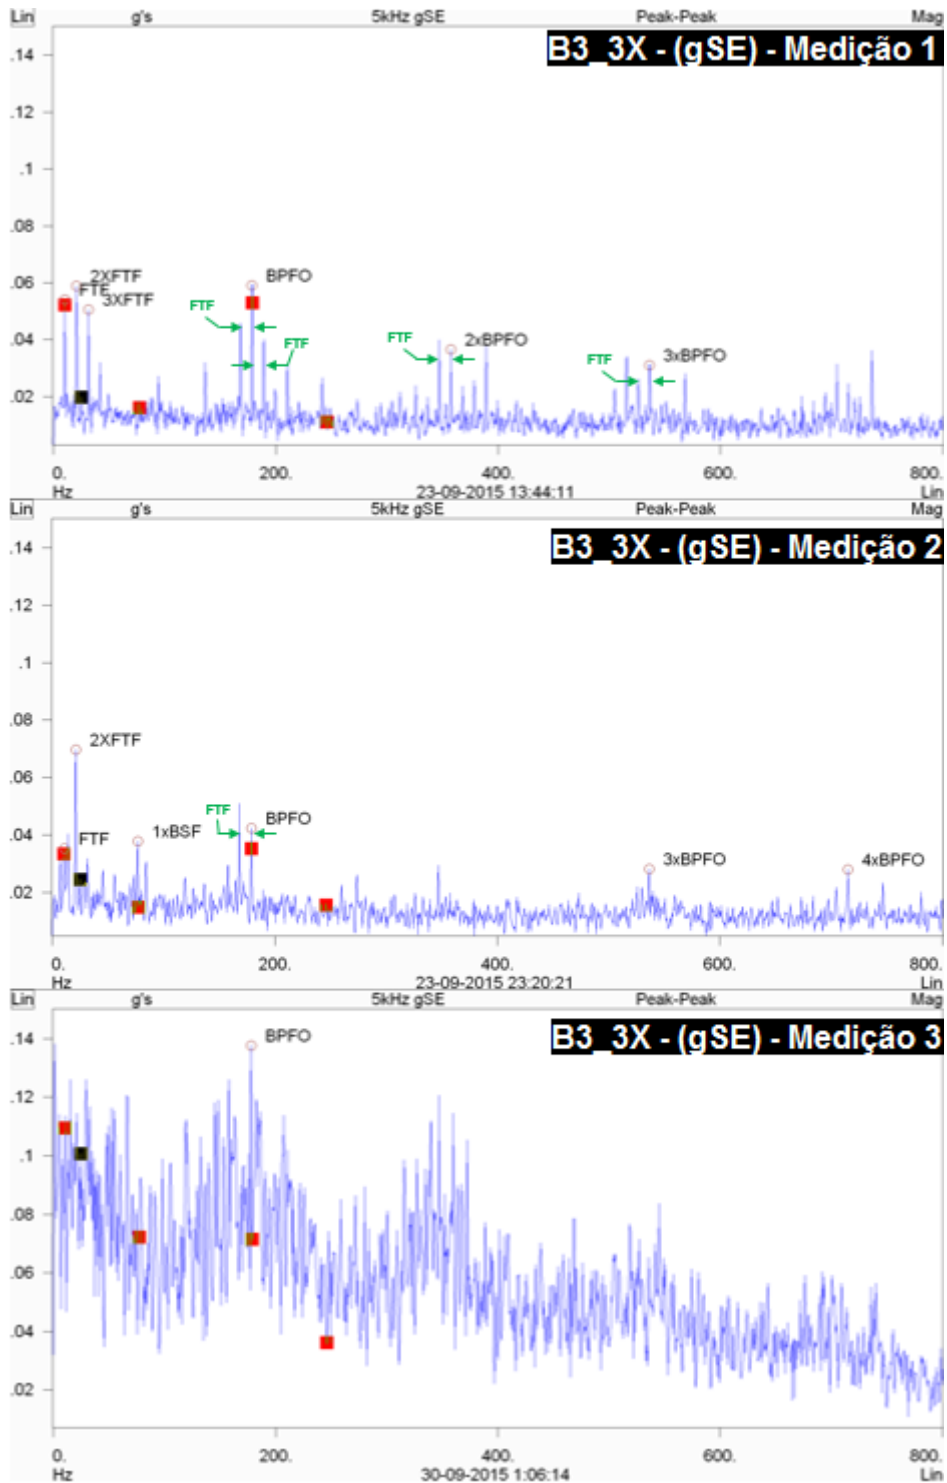 Lin g's 5kHz gSE Peak-Peak Mag
B3_3X - (gSE) - Medição 1
.14
.12
.1
.08
.06
2XFTF
BPFO
FTF
3XFTF
FTF
.04
FTF
FTF
2xBPFO
FTF
3xBPFO
.02
0. 200. 400. 600. 800.
Hz 23-09-2015 13:44:11 Lin
Lin g's 5kHz gSE Peak-Peak Mag
B3_3X - (gSE) - Medição 2
.14
.12
.1
.08
2XFTF
.06
FTF
BPFO
.04
FTF
1xBSF
3xBPFO
4xBPFO
.02
0. 200. 400. 600. 800.
Hz 23-09-2015 23:20:21 Lin
Lin g's 5kHz gSE Peak-Peak Mag
B3_3X - (gSE) - Medição 3
.14
BPFO
.12
.1
.08
.06
.04
.02
0. 200. 400. 600. 800.
Hz 30-09-2015 1:06:14 Lin